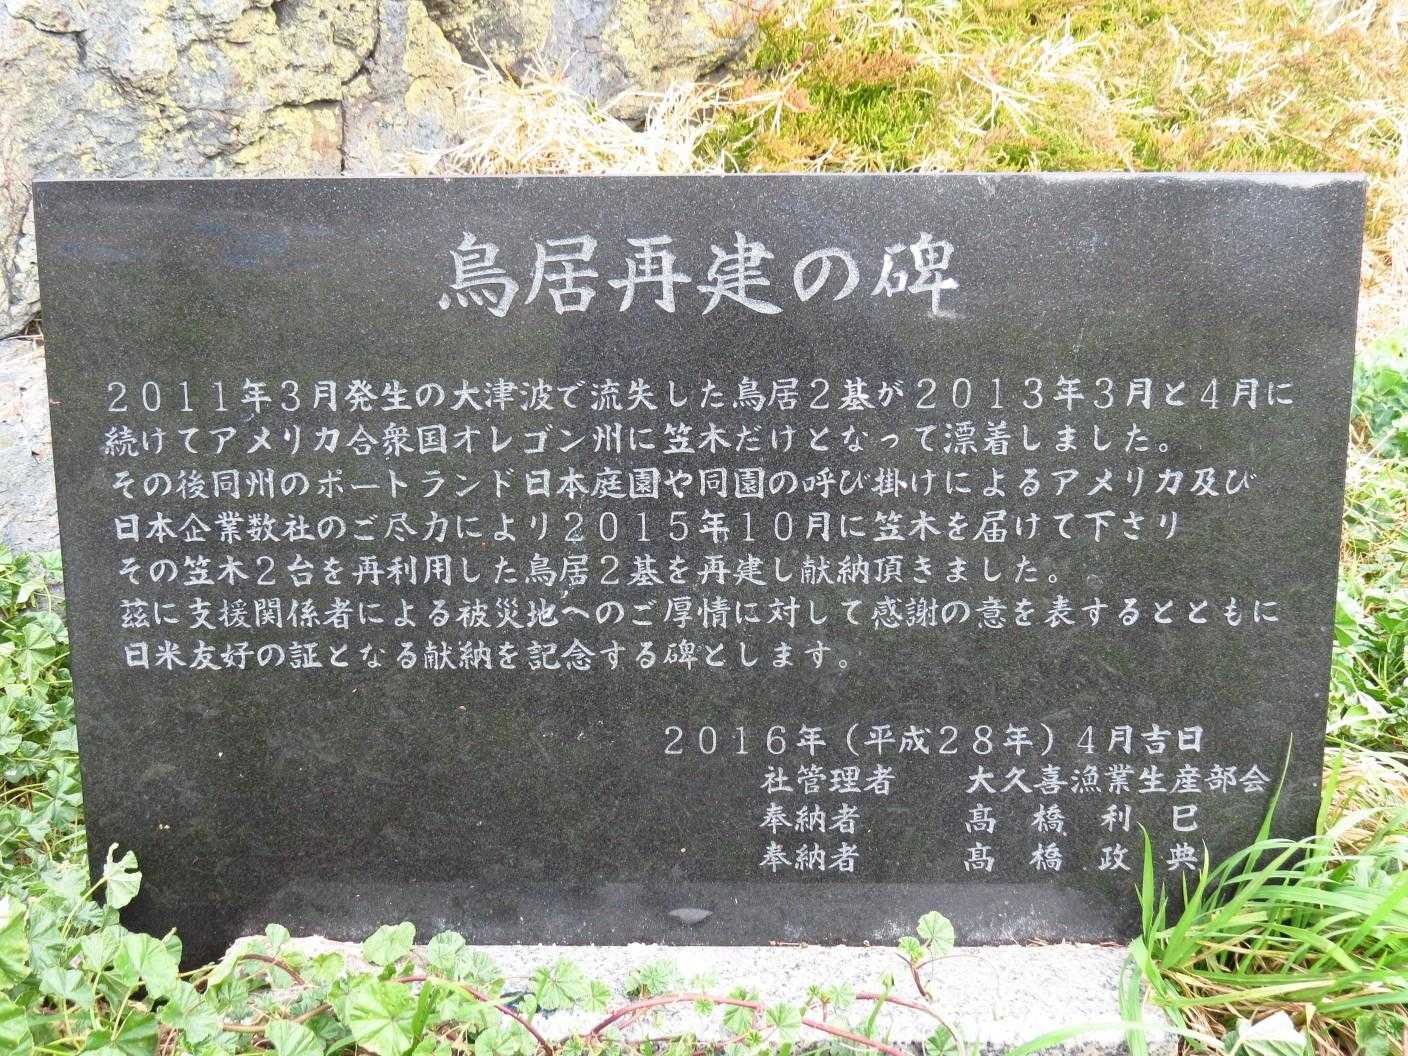 鳥居再建の碑
２０１１年３月発生の大津波で流失した鳥居２基が２０１３年３月と４月に
続けてアメリカ合衆国オレゴン州に笠木だけとなって漂着しました。
その後同州のポートランド日本庭園や同園の呼び掛けによるアメリカ及び
日本企業数社のご尽力により２０１５年１０月に笠木を届けて下さり
その笠木２台を再利用した鳥居２基を再建し献納頂きました。
茲に支援関係者による被災地へのご厚情に対して感謝の意を表するとともに
日米友好の証となる献納を記念する碑とします。
２０１６年（平成２８年）４月吉日
社管理者　大久喜漁業生産部会
奉納者　髙橋利巳
奉納者　髙橋政典